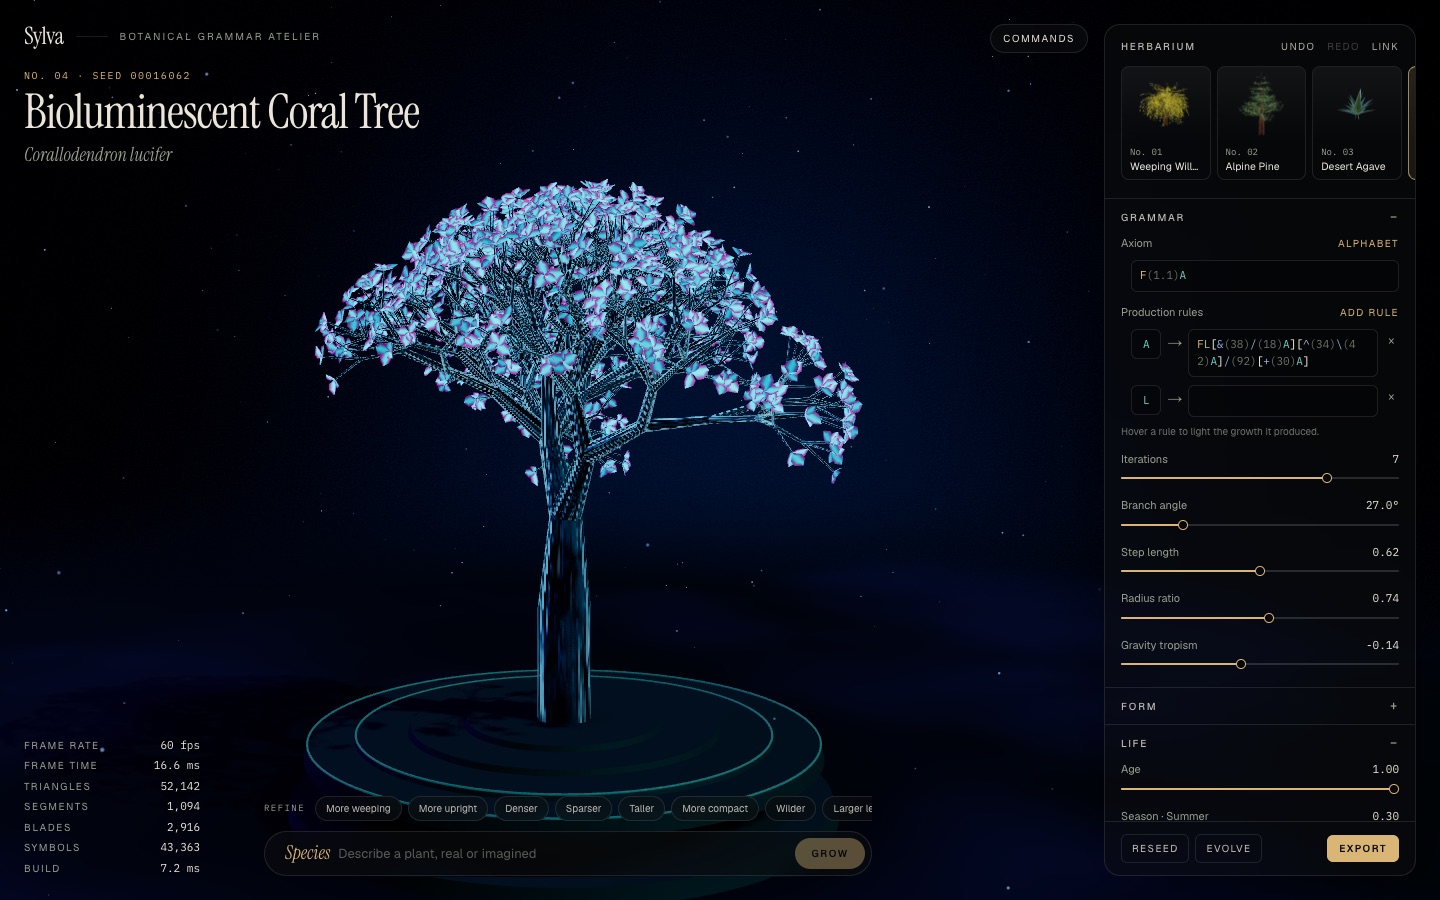 Sylva
BOTANICAL GRAMMAR ATELIER
COMMANDS
NO. 04 · SEED 00016062
Bioluminescent Coral Tree
Corallodendron lucifer
HERBARIUM
UNDO
REDO
LINK
No. 01
Weeping Will…
No. 02
Alpine Pine
No. 03
Desert Agave
GRAMMAR
−
Axiom
ALPHABET
F(1.1)A
Production rules
ADD RULE
A → FL[&(38)/(18)A][^(34)\(4
2)A]/(92)[+(30)A]
×
L →
×
Hover a rule to light the growth it produced.
Iterations 7
Branch angle 27.0°
Step length 0.62
Radius ratio 0.74
Gravity tropism -0.14
FORM +
LIFE −
Age 1.00
Season · Summer 0.30
RESEED
EVOLVE
EXPORT
FRAME RATE 60 fps
FRAME TIME 16.6 ms
TRIANGLES 52,142
SEGMENTS 1,094
BLADES 2,916
SYMBOLS 43,363
BUILD 7.2 ms
REFINE
More weeping
More upright
Denser
Sparser
Taller
More compact
Wilder
Larger le
Species
Describe a plant, real or imagined
GROW